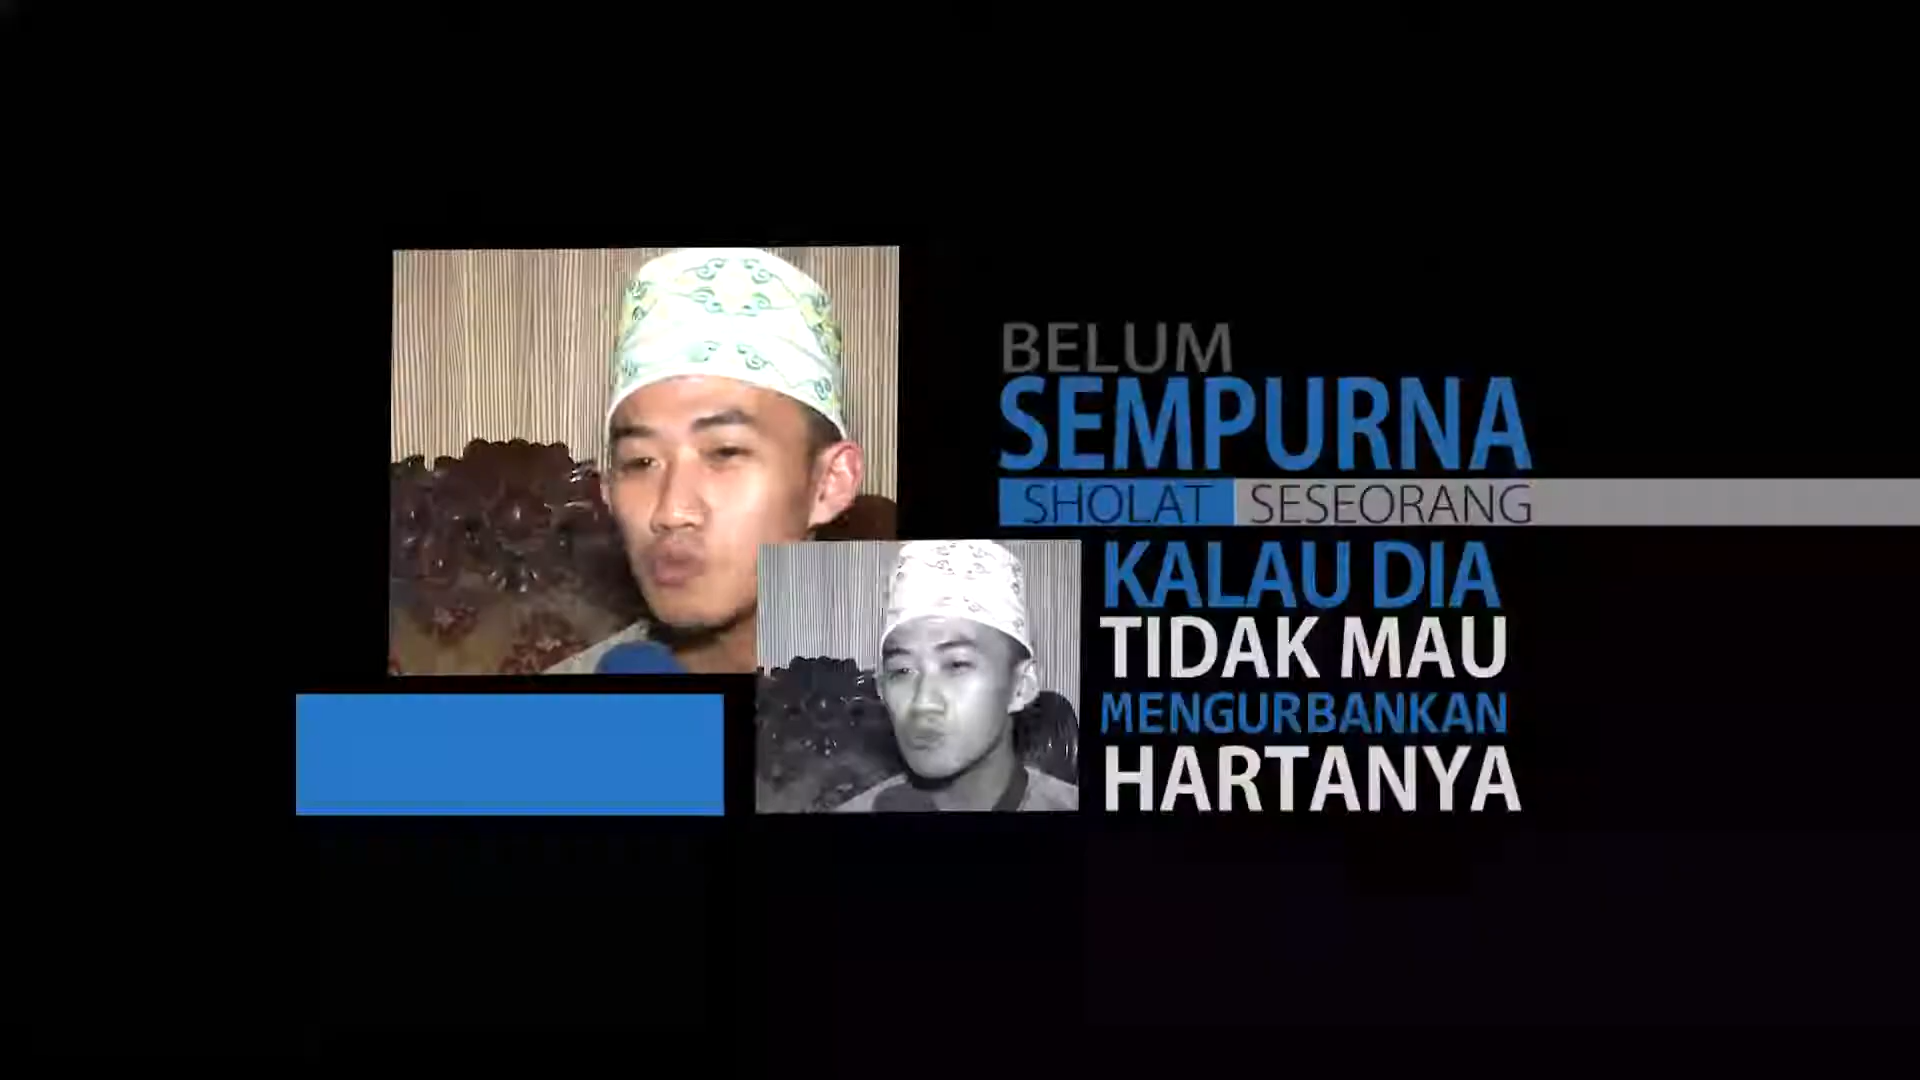 BELUM
SEMPURNA
SHOLAT SESEORANG
KALAU DIA
TIDAK MAU
MENGURBANKAN
HARTANYA